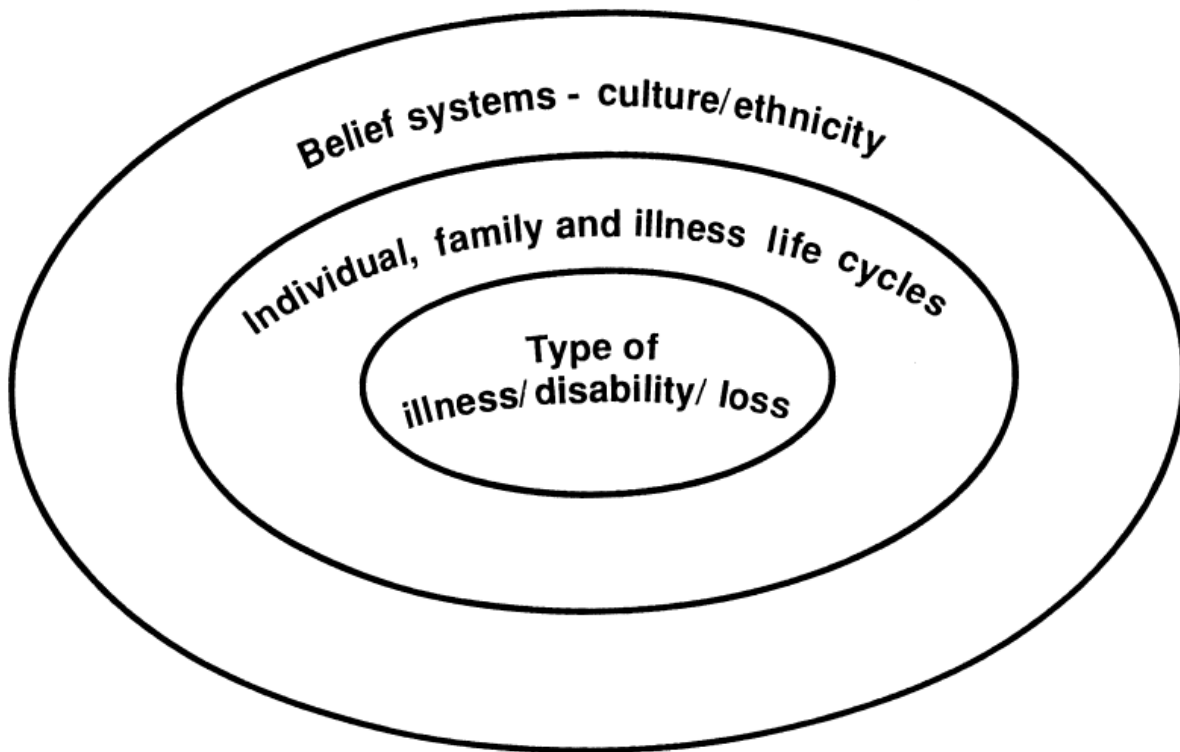 Belief systems - culture/ethnicity
Individual, family and illness life cycles
Type of
illness/disability/ loss